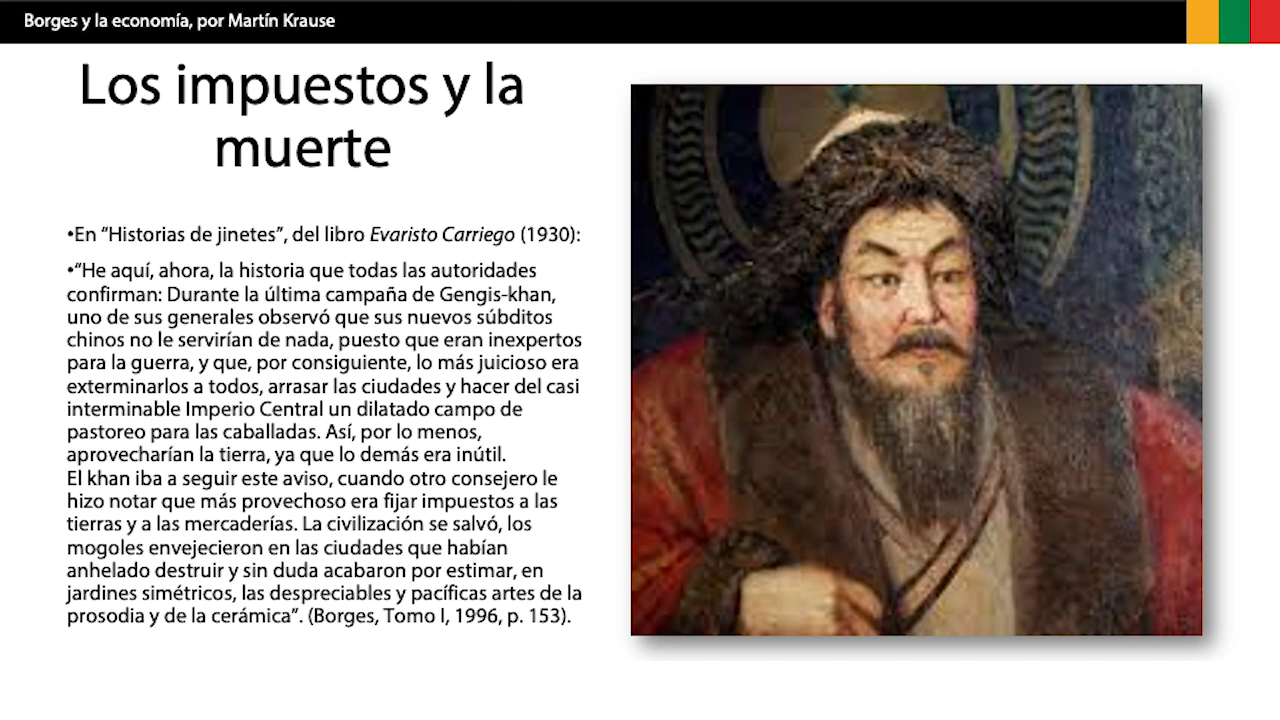 Borges y la economía, por Martín Krause
Los impuestos y la
muerte
•En “Historias de jinetes”, del libro Evaristo Carriego (1930):
•“He aquí, ahora, la historia que todas las autoridades
confirman: Durante la última campaña de Gengis-khan,
uno de sus generales observó que sus nuevos súbditos
chinos no le servirían de nada, puesto que eran inexpertos
para la guerra, y que, por consiguiente, lo más juicioso era
exterminarlos a todos, arrasar las ciudades y hacer del casi
interminable Imperio Central un dilatado campo de
pastoreo para las caballadas. Así, por lo menos,
aprovecharían la tierra, ya que lo demás era inútil.
El khan iba a seguir este aviso, cuando otro consejero le
hizo notar que más provechoso era fijar impuestos a las
tierras y a las mercaderías. La civilización se salvó, los
mogoles envejecieron en las ciudades que habían
anhelado destruir y sin duda acabaron por estimar, en
jardines simétricos, las despreciables y pacíficas artes de la
prosodia y de la cerámica”. (Borges, Tomo I, 1996, p. 153).